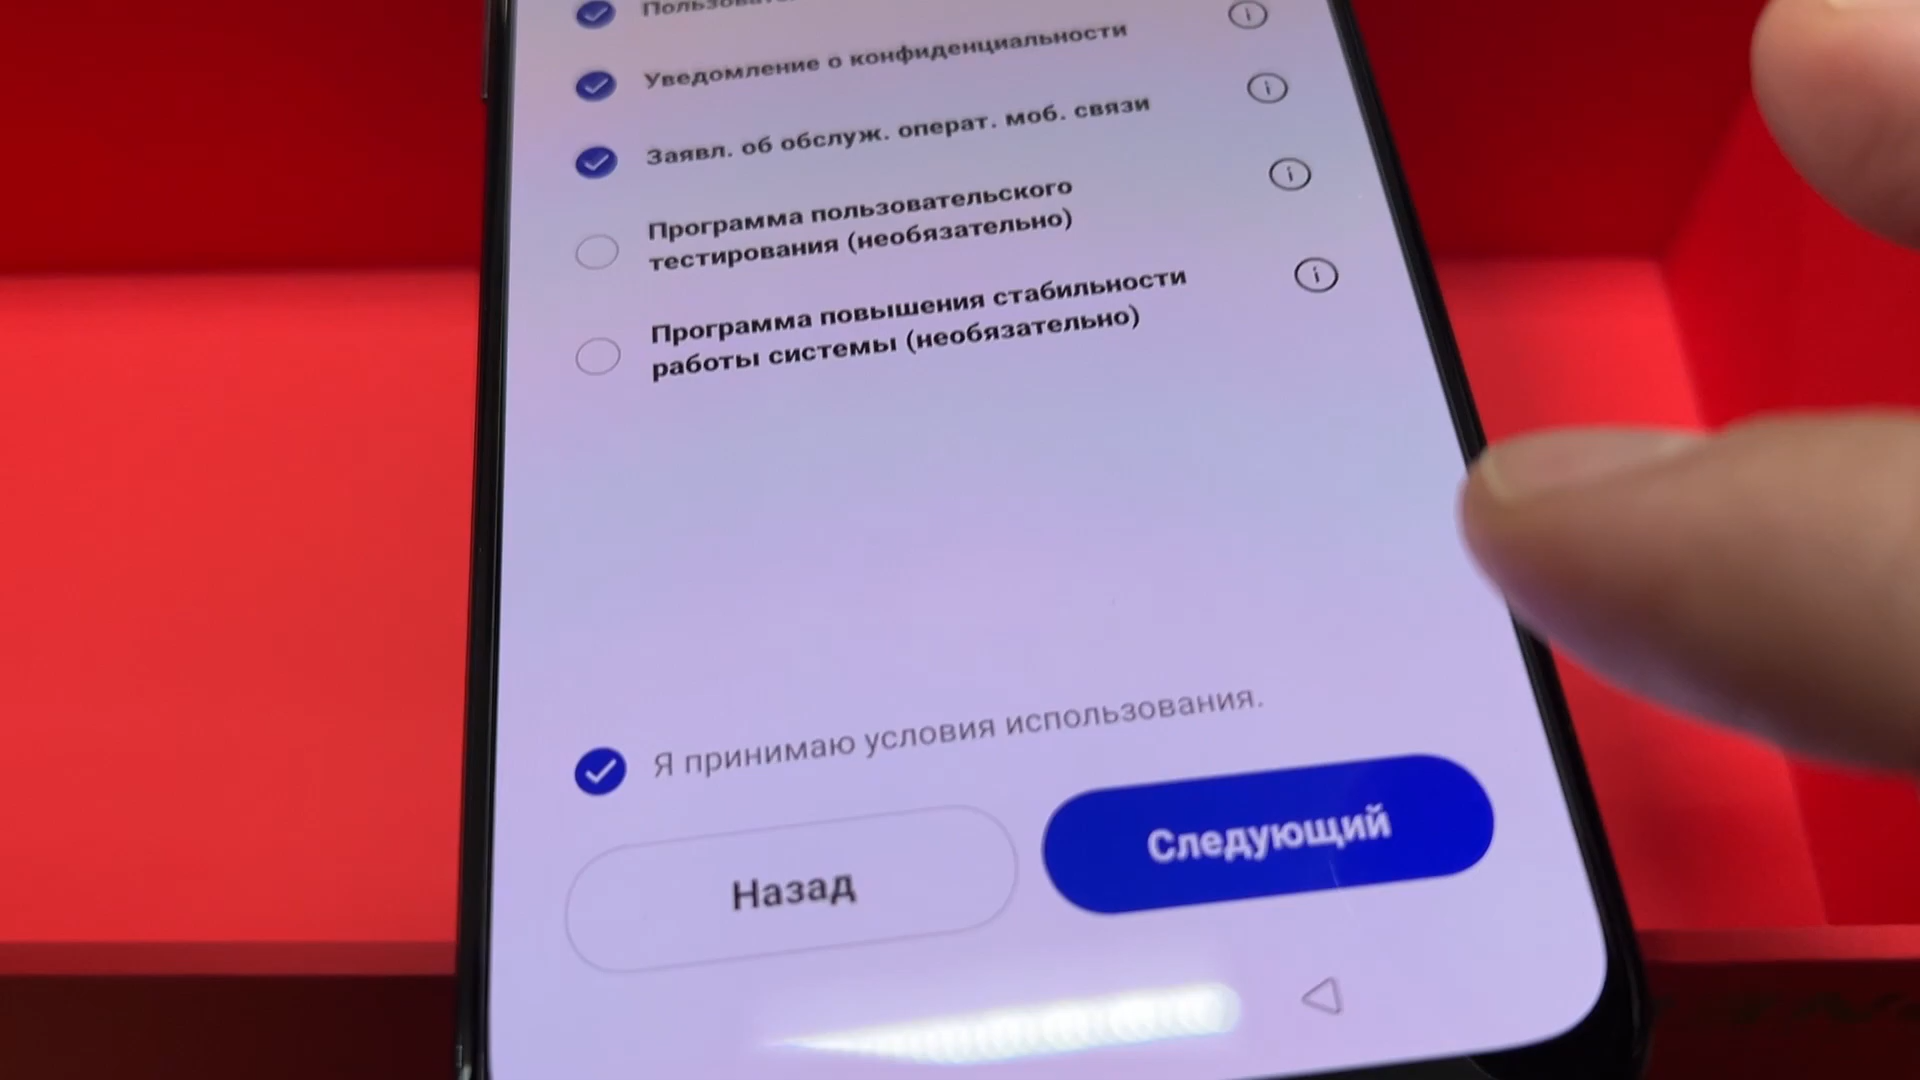 Уведомление о конфиденциальности
Заявл. об обслуж. операт. моб. связи
Программа пользовательского
тестирования (необязательно)
Программа повышения стабильности
работы системы (необязательно)
Я принимаю условия использования.
Назад
Следующий